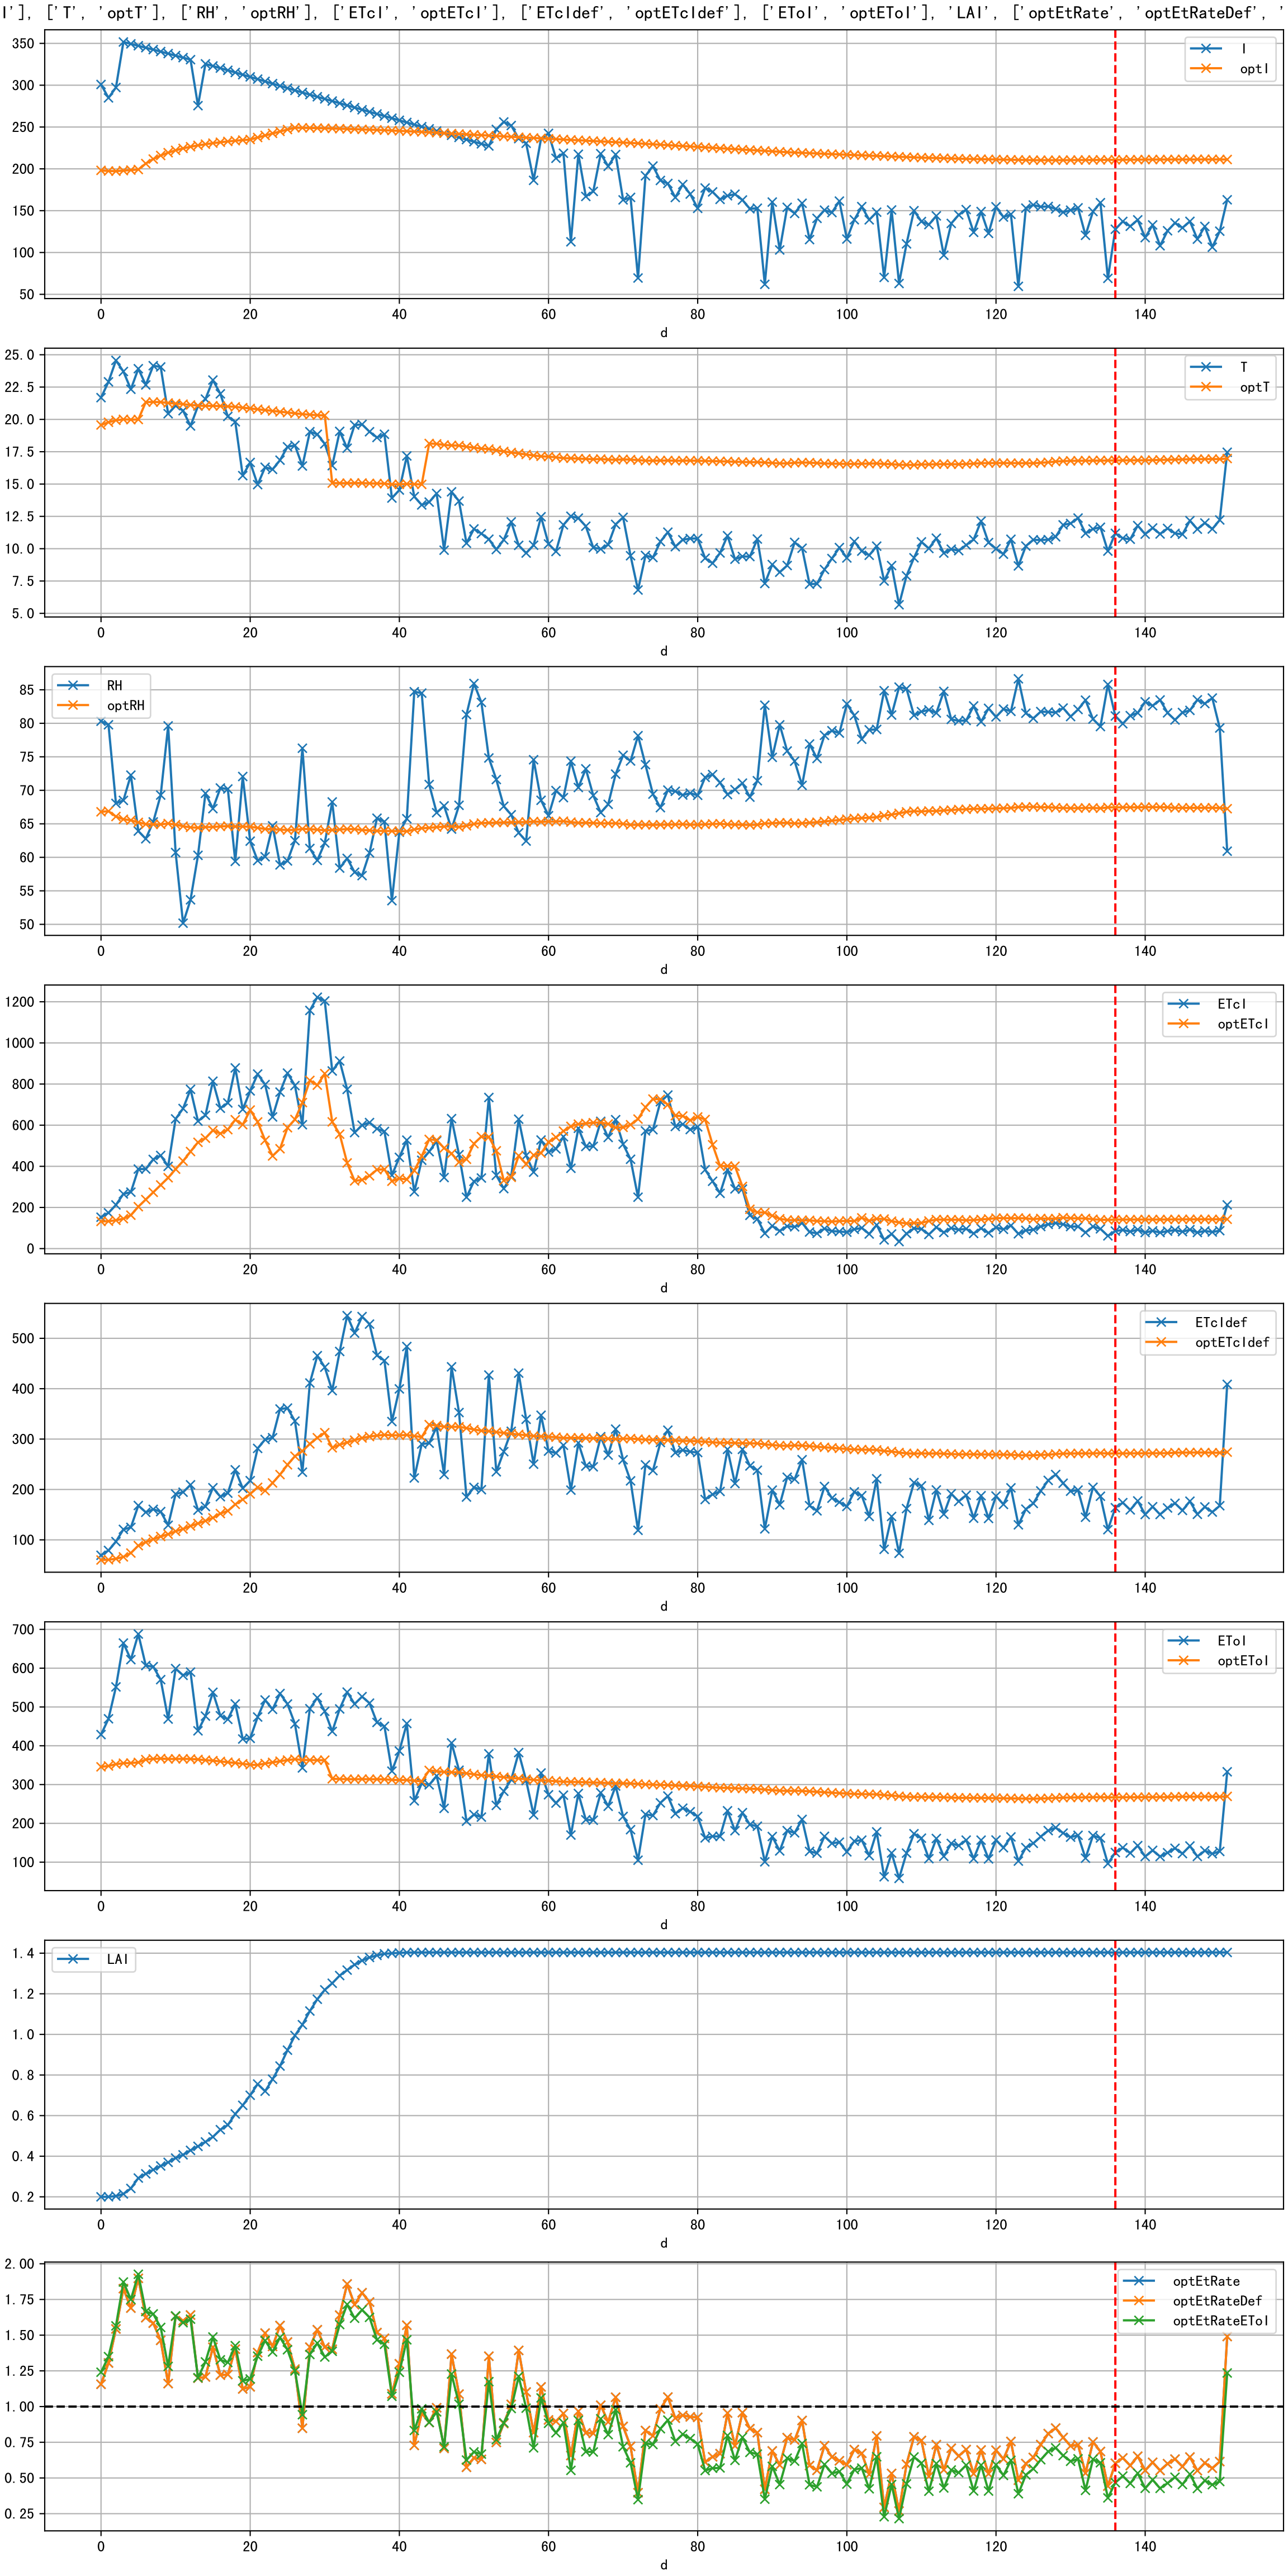 I'], ['T', 'optT'], ['RH', 'optRH'], ['ETcI', 'optETcI'], ['ETcIdef', 'optETcIdef'], ['EToI', 'optEToI'], 'LAI', ['optEtRate', 'optEtRateDef', '
350
300
250
200
150
100
50
I
optI
0 20 40 60 80 100 120 140
d
25.0
22.5
20.0
17.5
15.0
12.5
10.0
7.5
5.0
T
optT
0 20 40 60 80 100 120 140
d
85
80
75
70
65
60
55
50
RH
optRH
0 20 40 60 80 100 120 140
d
1200
1000
800
600
400
200
0
ETcI
optETcI
0 20 40 60 80 100 120 140
d
500
400
300
200
100
ETcIdef
optETcIdef
0 20 40 60 80 100 120 140
d
700
600
500
400
300
200
100
EToI
optEToI
0 20 40 60 80 100 120 140
d
1.4
1.2
1.0
0.8
0.6
0.4
0.2
LAI
0 20 40 60 80 100 120 140
d
2.00
1.75
1.50
1.25
1.00
0.75
0.50
0.25
optEtRate
optEtRateDef
optEtRateEToI
0 20 40 60 80 100 120 140
d